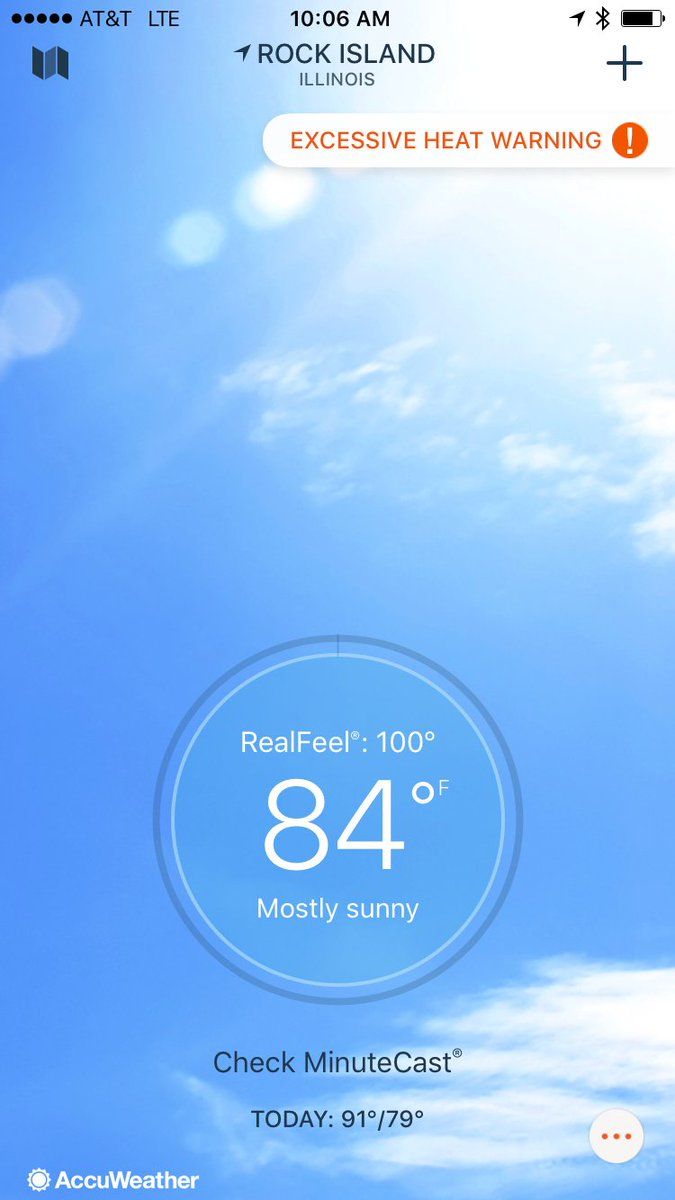 AT&T LTE 10:06 AM
ROCK ISLAND
ILLINOIS
EXCESSIVE HEAT WARNING !
RealFeel®: 100°
84°F
Mostly sunny
Check MinuteCast®
TODAY: 91°/79°
AccuWeather